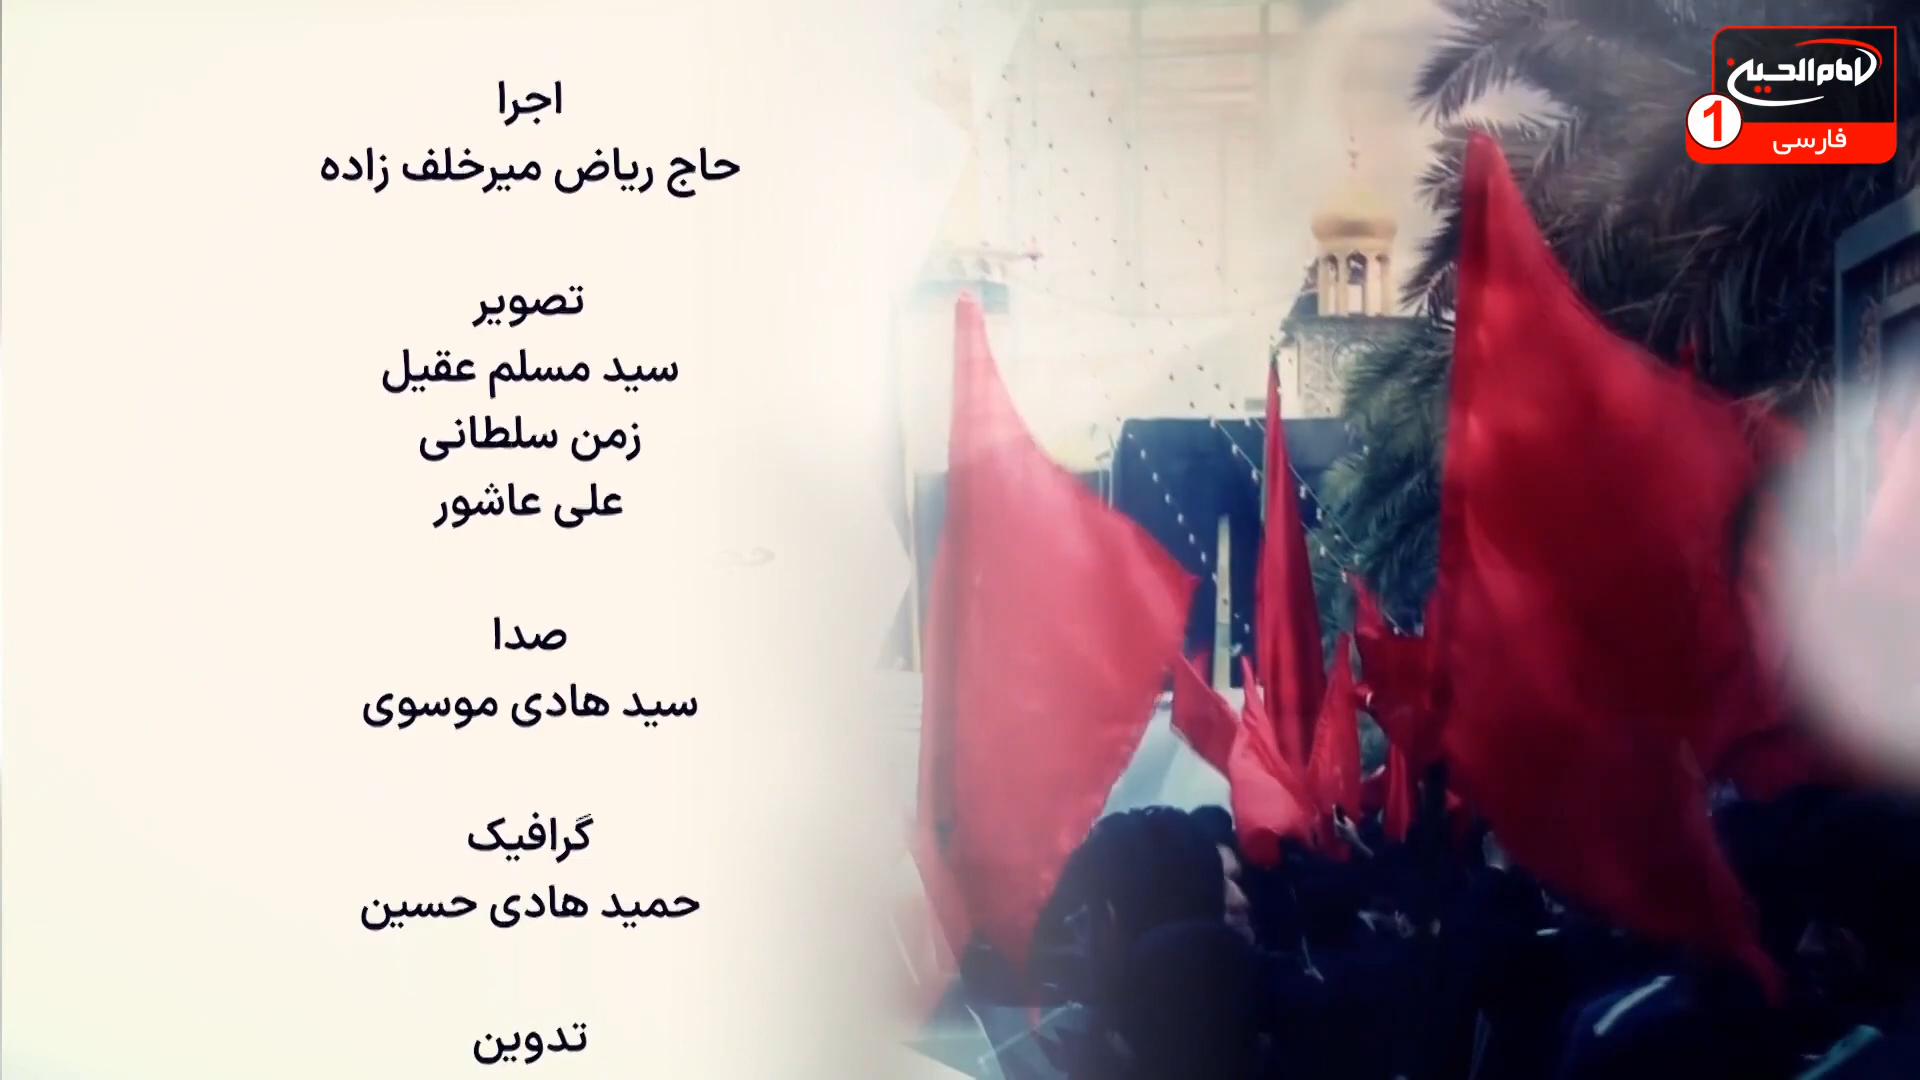 اجرا
حاج ریاض میرخلف زاده
تصویر
سید مسلم عقیل
زمن سلطانی
علی عاشور
صدا
سید هادی موسوی
گرافیک
حمید هادی حسین
تدوین
امام الحسین
1
فارسی